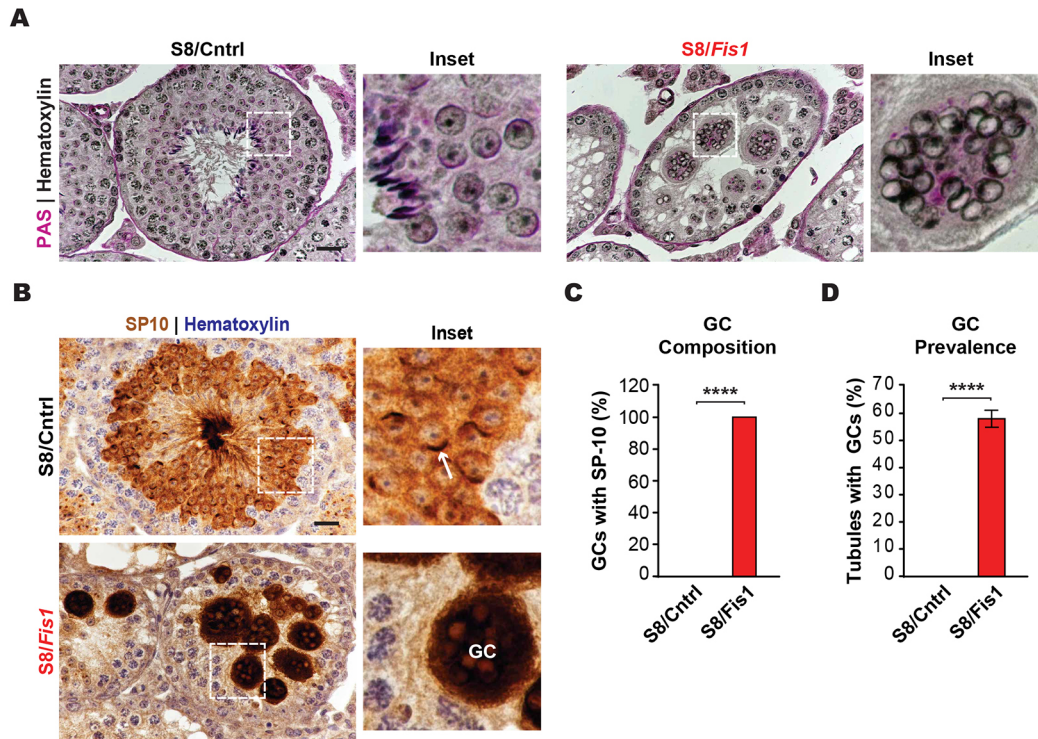 A
S8/Cntrl
Inset
S8/Fis1
Inset
PAS | Hematoxylin
B
SP10 | Hematoxylin
Inset
S8/Cntrl
S8/Fis1
GC
C
GC
Composition
GCs with SP-10 (%)
120
100
80
60
40
20
0
****
S8/Cntrl
S8/Fis1
D
GC
Prevalence
Tubules with GCs (%)
70
60
50
40
30
20
10
0
****
S8/Cntrl
S8/Fis1